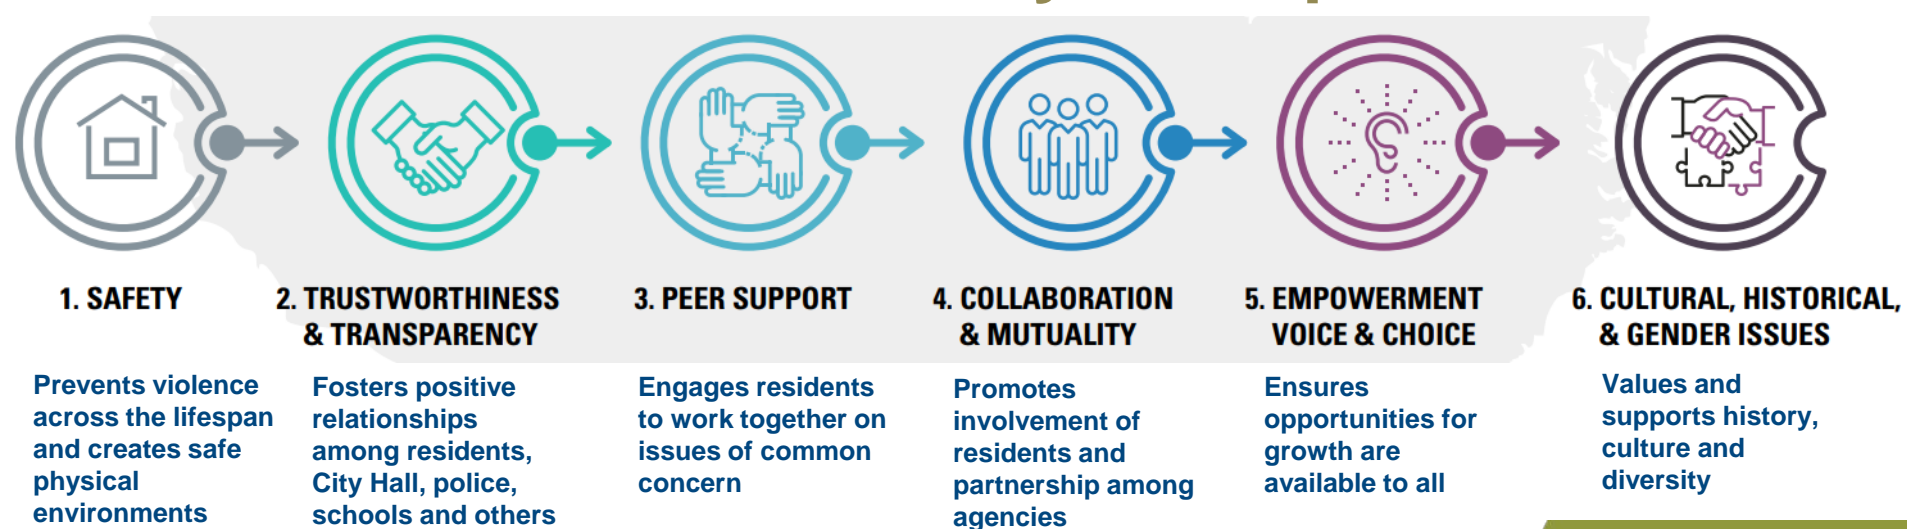 1. SAFETY
Prevents violence
across the lifespan
and creates safe
physical
environments
2. TRUSTWORTHINESS
& TRANSPARENCY
Fosters positive
relationships
among residents,
City Hall, police,
schools and others
3. PEER SUPPORT
Engages residents
to work together on
issues of common
concern
4. COLLABORATION
& MUTUALITY
Promotes
involvement of
residents and
partnership among
agencies
5. EMPOWERMENT
VOICE & CHOICE
Ensures
opportunities for
growth are
available to all
6. CULTURAL, HISTORICAL,
& GENDER ISSUES
Values and
supports history,
culture and
diversity